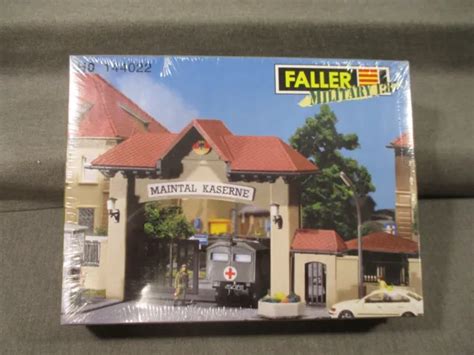 144022
FALLER
MILITARY
MAINTAL KASERNE